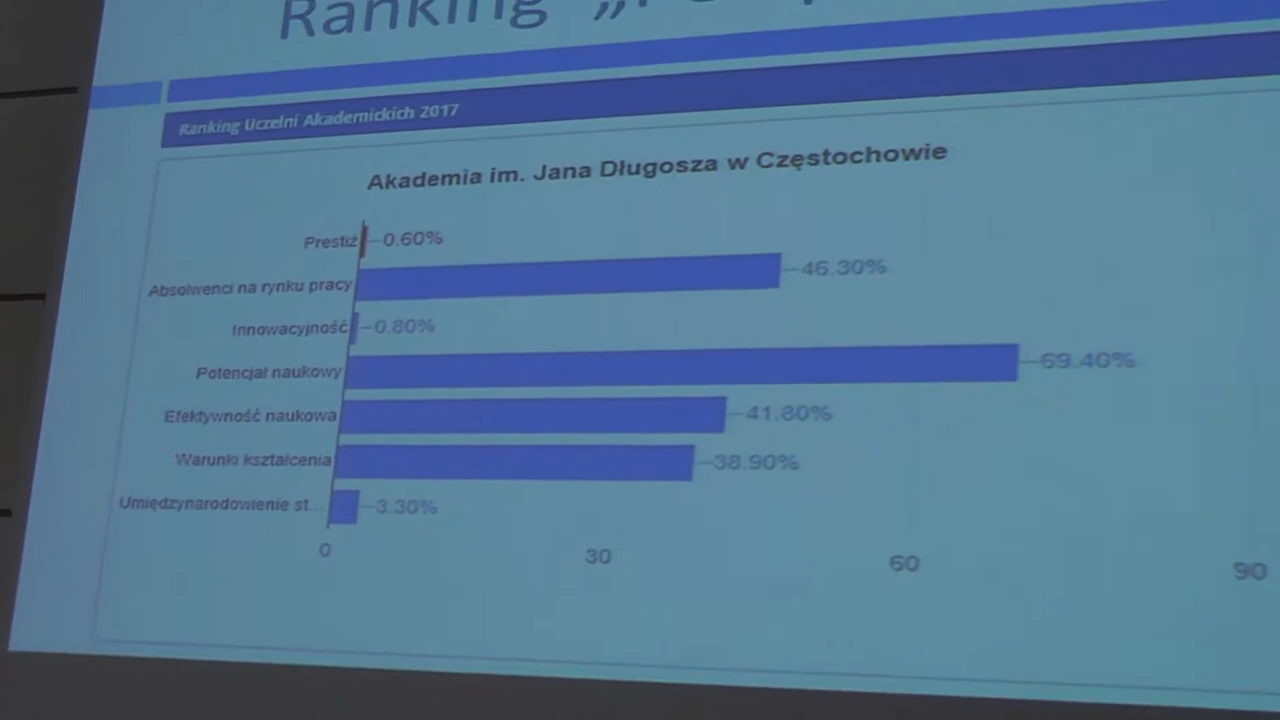 Ranking
Ranking Uczelni Akademickich 2017
Akademia im. Jana Długosza w Częstochowie
Prestiż 0.60%
Absolwenci na rynku pracy 46.30%
Innowacyjność 0.80%
Potencjał naukowy 69.40%
Efektywność naukowa 41.80%
Warunki kształcenia 38.90%
Umiędzynarodowienie st... 3.30%
0 30 60 90